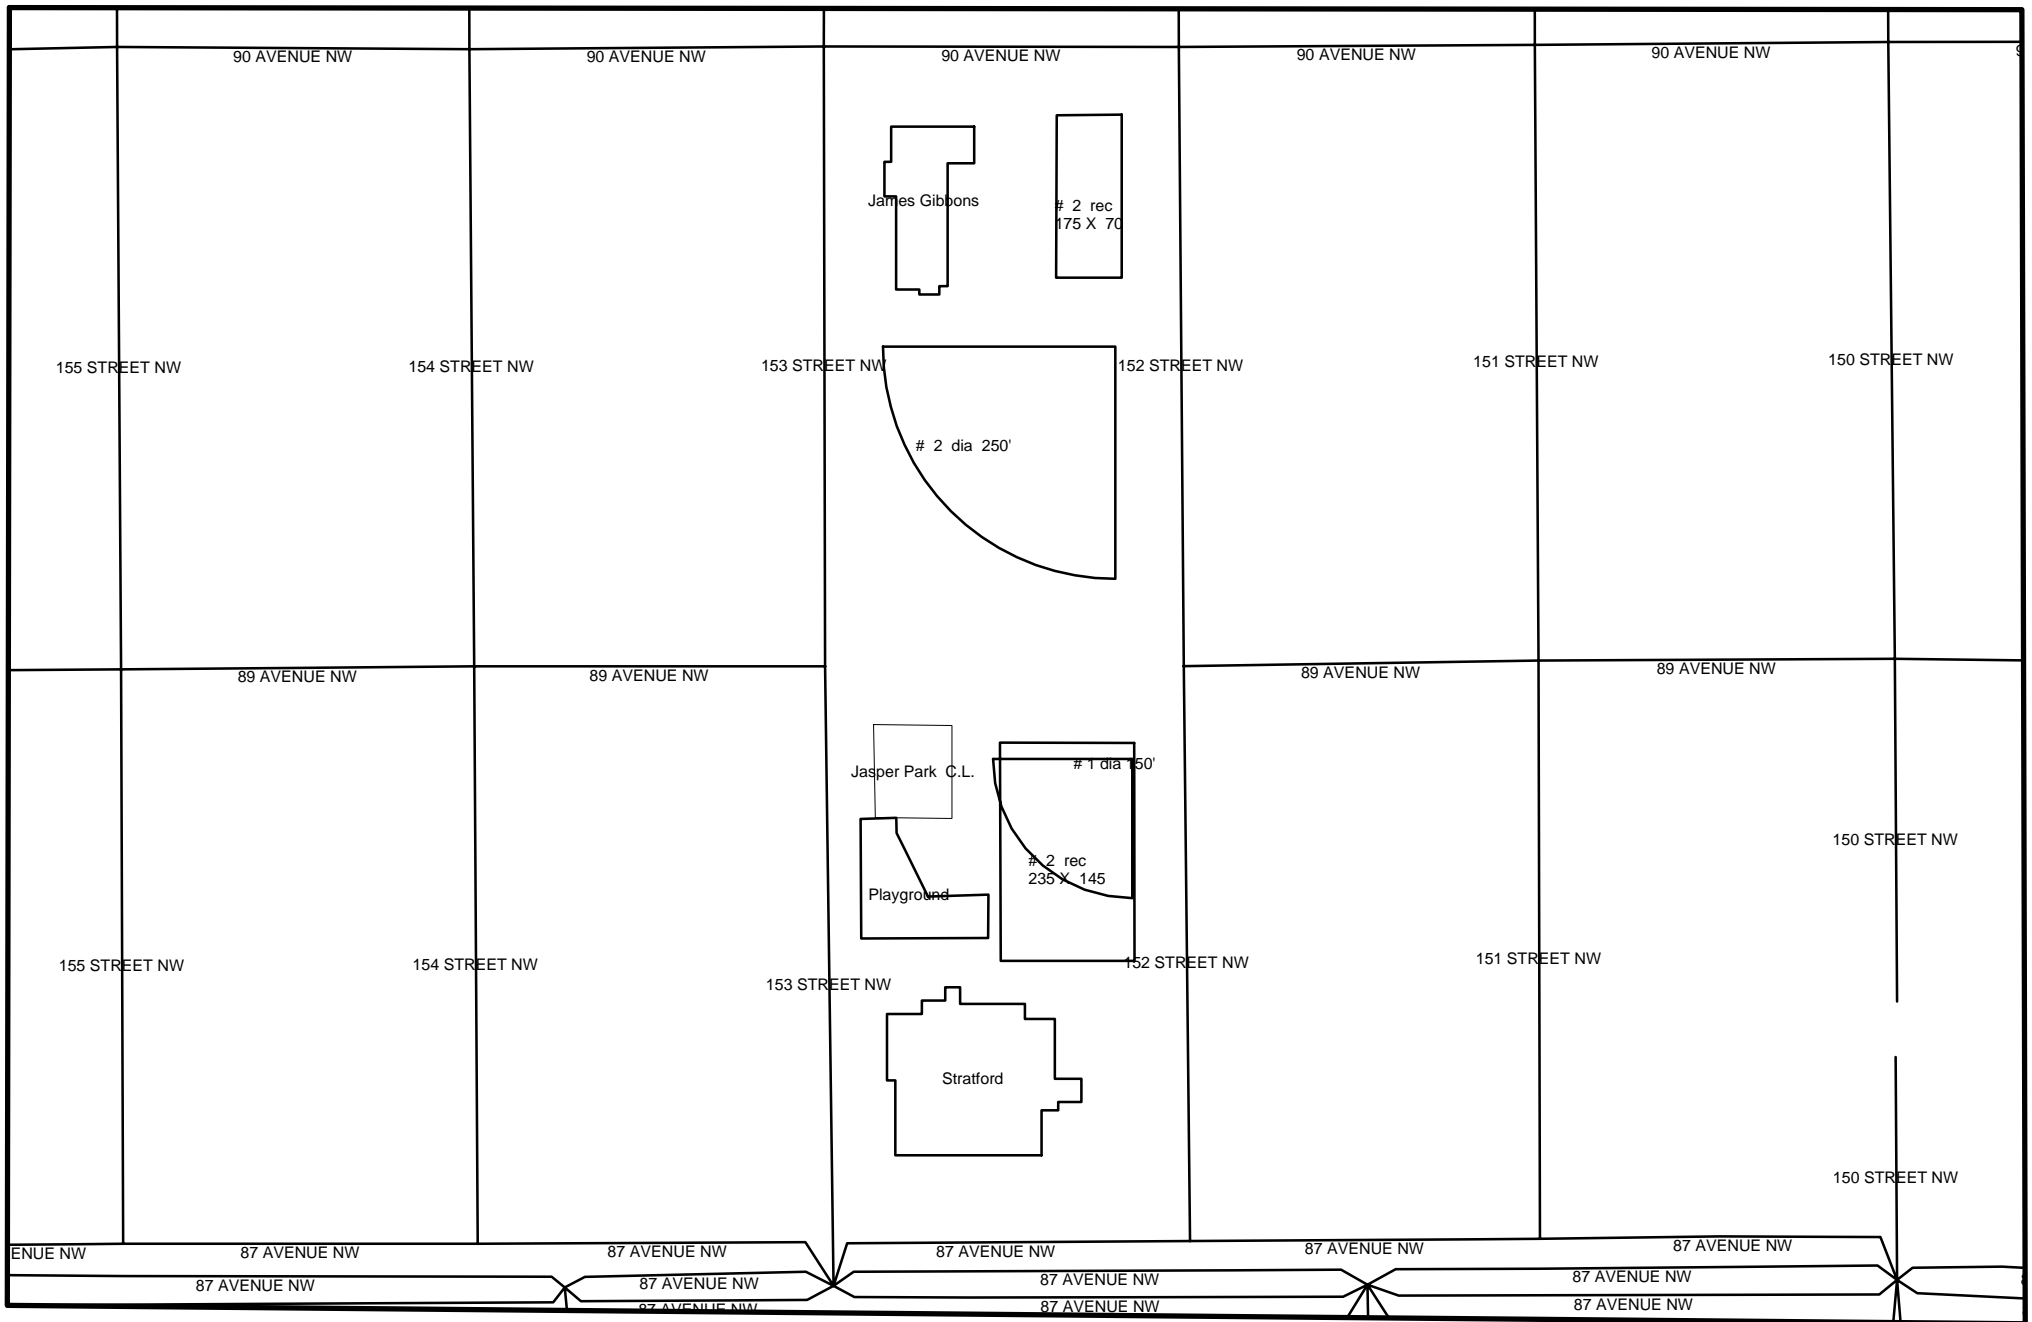 90 AVENUE NW
90 AVENUE NW
90 AVENUE NW
90 AVENUE NW
90 AVENUE NW
James Gibbons
# 2 rec
175 X 70
155 STREET NW
154 STREET NW
153 STREET NW
152 STREET NW
151 STREET NW
150 STREET NW
# 2 dia 250'
89 AVENUE NW
89 AVENUE NW
89 AVENUE NW
89 AVENUE NW
# 1 dia 150'
Jasper Park C.L.
150 STREET NW
# 2 rec
235 X 145
Playground
155 STREET NW
154 STREET NW
153 STREET NW
152 STREET NW
151 STREET NW
Stratford
150 STREET NW
ENUE NW
87 AVENUE NW
87 AVENUE NW
87 AVENUE NW
87 AVENUE NW
87 AVENUE NW
87 AVENUE NW
87 AVENUE NW
87 AVENUE NW
87 AVENUE NW
87 AVENUE NW
87 AVENUE NW
87 AVENUE NW